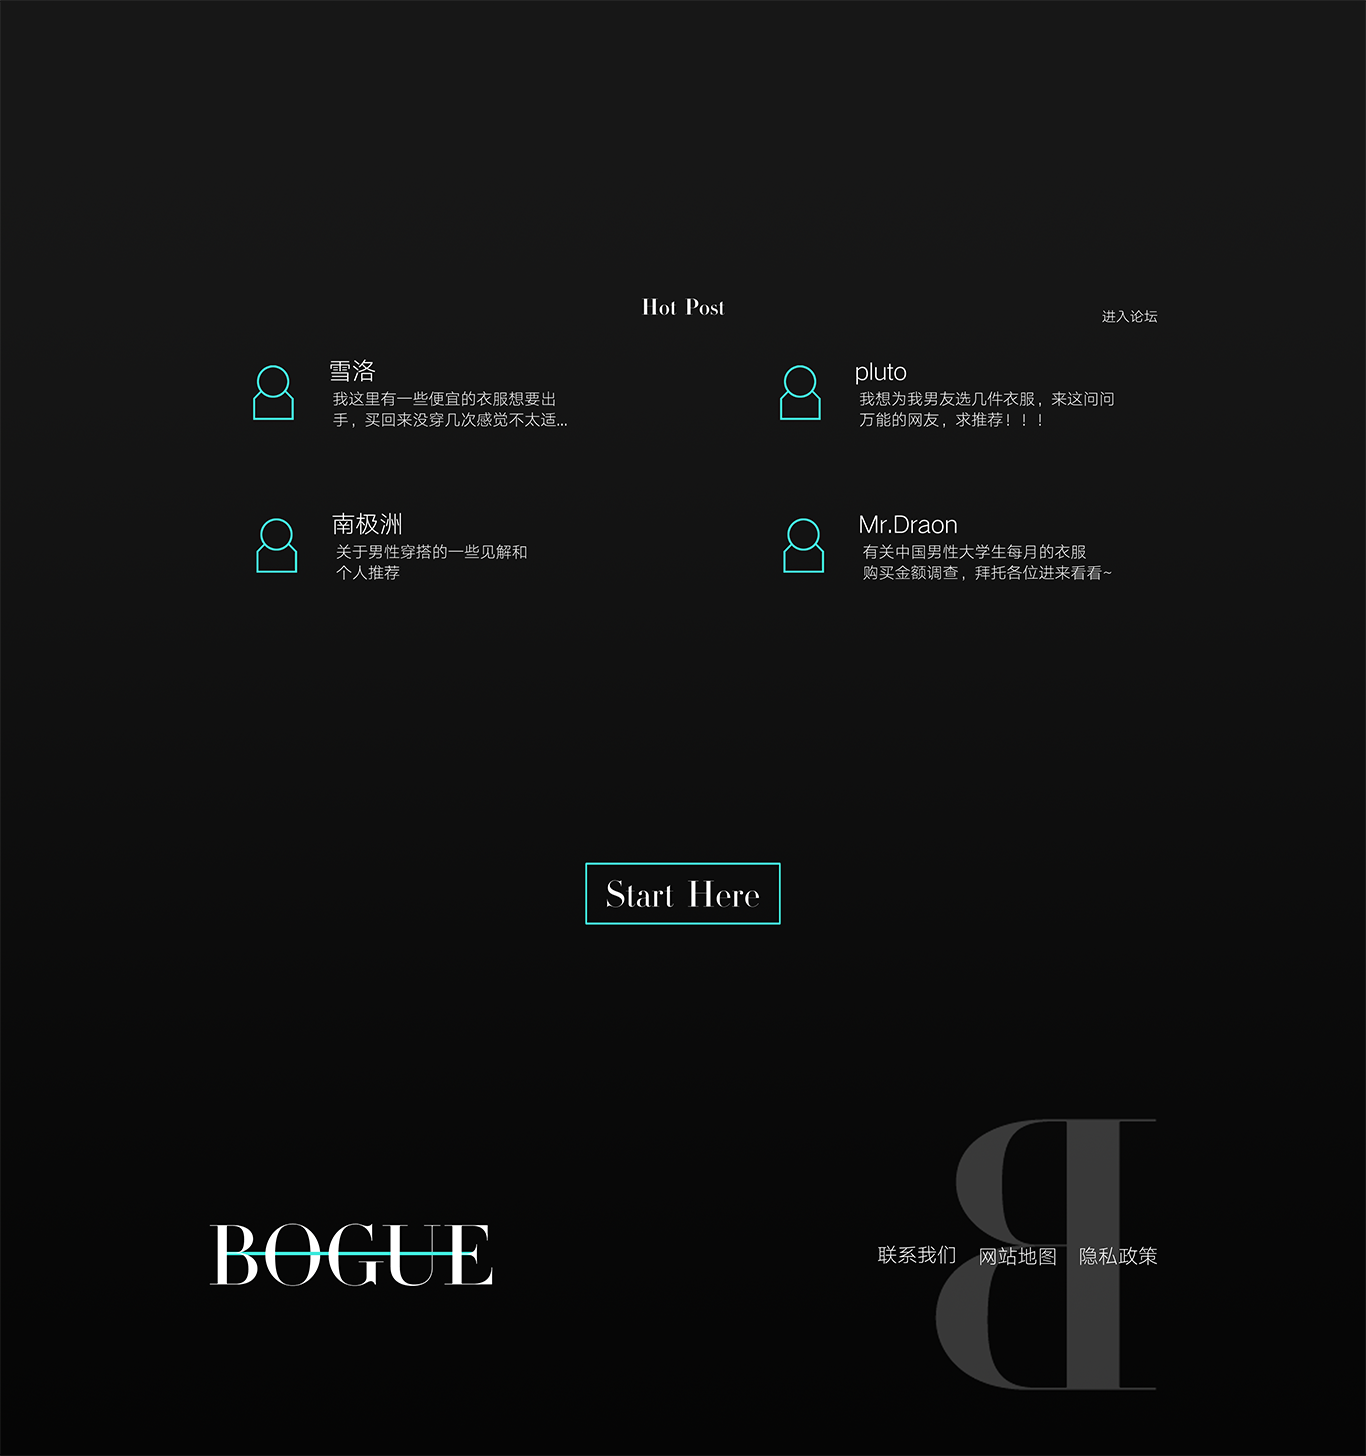 Hot Post
进入论坛
雪洛
我这里有一些便宜的衣服想要出
手，买回来没穿几次感觉不太适...
pluto
我想为我男友选几件衣服，来这问问
万能的网友，求推荐！！！
南极洲
关于男性穿搭的一些见解和
个人推荐
Mr.Draon
有关中国男性大学生每月的衣服
购买金额调查，拜托各位进来看看~
Start Here
B
BOGUE
联系我们 网站地图 隐私政策